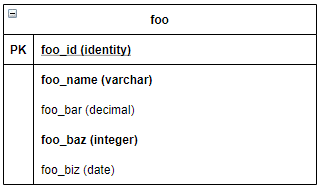 foo
PK foo_id (identity)
foo_name (varchar)
foo_bar (decimal)
foo_baz (integer)
foo_biz (date)